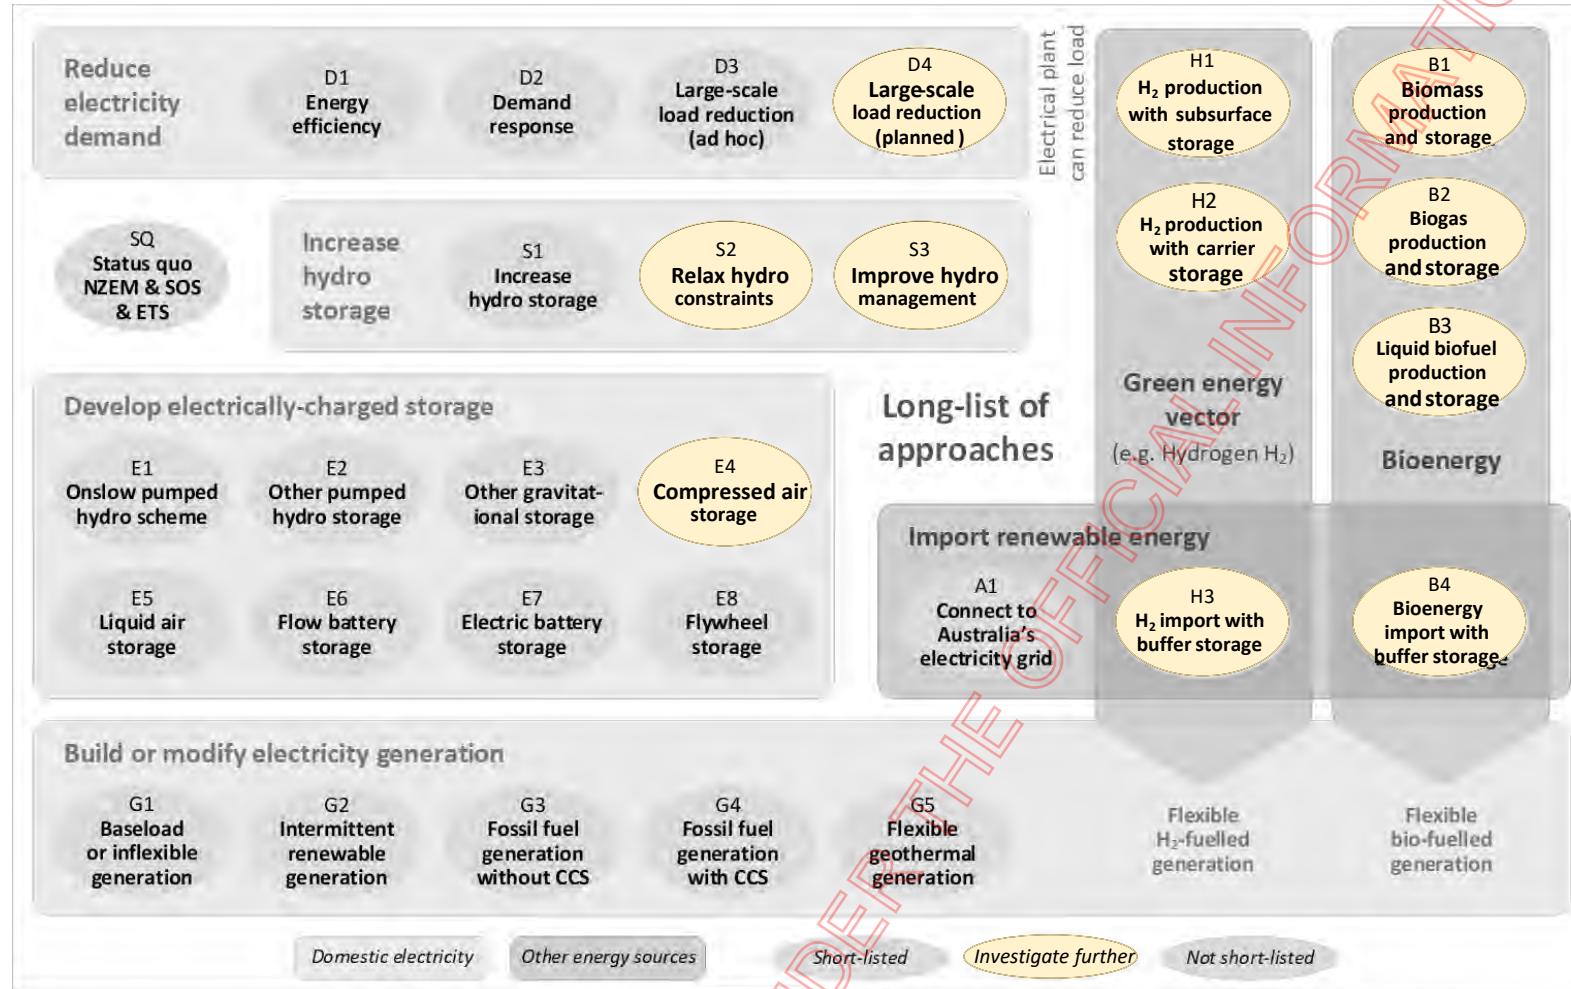 Reduce
electricity
demand
D1
Energy
efficiency
D2
Demand
response
D3
Large-scale
load reduction
(ad hoc)
D4
Large-scale
load reduction
(planned )
Electrical plant
can reduce load
H1
H₂ production
with subsurface
storage
B1
Biomass
production
and storage
SQ
Status quo
NZEM & SOS
& ETS
Increase
hydro
storage
S1
Increase
hydro storage
S2
Relax hydro
constraints
S3
Improve hydro
management
H2
H₂ production
with carrier
storage
B2
Biogas
production
and storage
B3
Liquid biofuel
production
and storage
Develop electrically-charged storage
E1
Onslow pumped
hydro scheme
E2
Other pumped
hydro storage
E3
Other gravitat-
ional storage
E4
Compressed air
storage
E5
Liquid air
storage
E6
Flow battery
storage
E7
Electric battery
storage
E8
Flywheel
storage
Long-list of
approaches
Green energy
vector
(e.g. Hydrogen H₂)
Bioenergy
Import renewable energy
A1
Connect to
Australia's
electricity grid
H3
H₂ import with
buffer storage
B4
Bioenergy
import with
buffer storage
Build or modify electricity generation
G1
Baseload
or inflexible
generation
G2
Intermittent
renewable
generation
G3
Fossil fuel
generation
without CCS
G4
Fossil fuel
generation
with CCS
G5
Flexible
geothermal
generation
Flexible
H₂-fuelled
generation
Flexible
bio-fuelled
generation
Domestic electricity
Other energy sources
Short-listed
Investigate further
Not short-listed
UNDER THE OFFICIAL INFORMATION